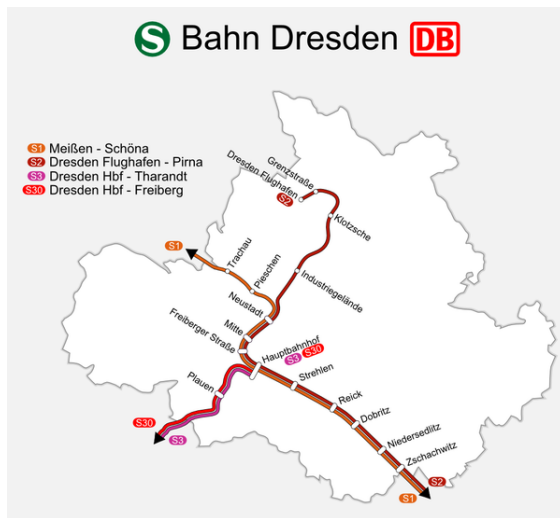 S Bahn Dresden DB
S1 Meißen - Schöna
S2 Dresden Flughafen - Pirna
S3 Dresden Hbf - Tharandt
S30 Dresden Hbf - Freiberg
Grenzstraße
Dresden Flughafen
S2
Klotzsche
S1
Trachau
Pieschen
Industriegelände
Neustadt
Mitte
Freiberger Straße
Hauptbahnhof
S3 S30
Strehlen
Plauen
Reick
Dobritz
S30
S3
Niedersedlitz
Zschachwitz
S2
S1